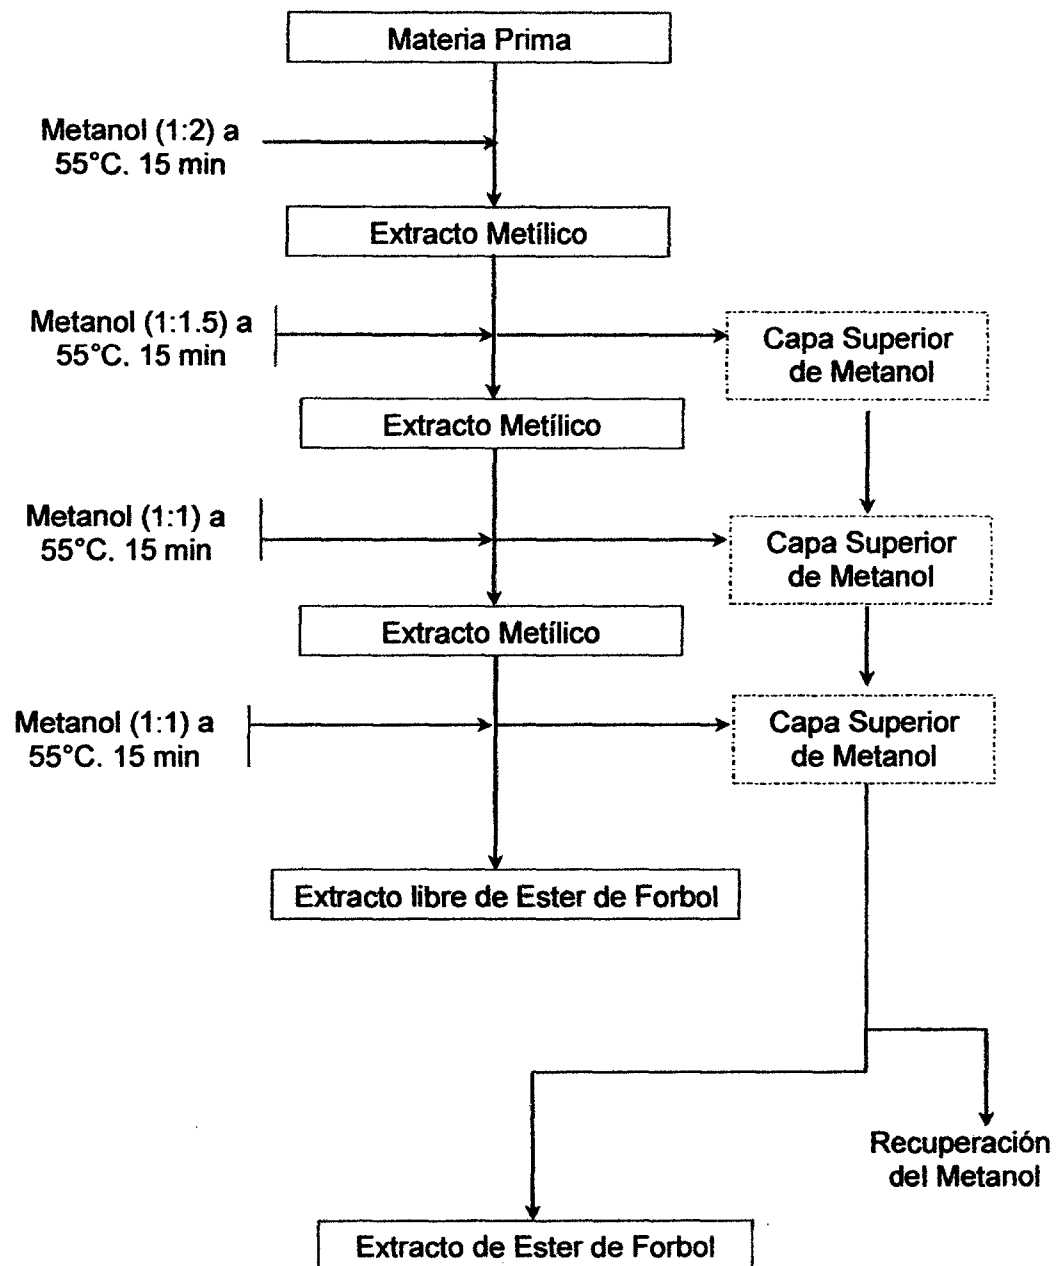 Materia Prima
Metanol (1:2) a
55°C. 15 min
Extracto Metílico
Metanol (1:1.5) a
55°C. 15 min
Capa Superior
de Metanol
Extracto Metílico
Metanol (1:1) a
55°C. 15 min
Capa Superior
de Metanol
Extracto Metílico
Metanol (1:1) a
55°C. 15 min
Capa Superior
de Metanol
Extracto libre de Ester de Forbol
Recuperación
del Metanol
Extracto de Ester de Forbol